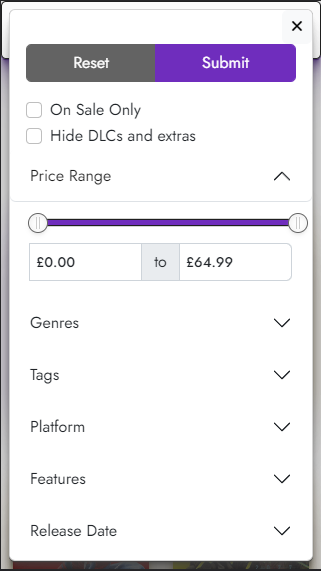 Reset Submit
On Sale Only
Hide DLCs and extras
Price Range
£0.00 to £64.99
Genres
Tags
Platform
Features
Release Date